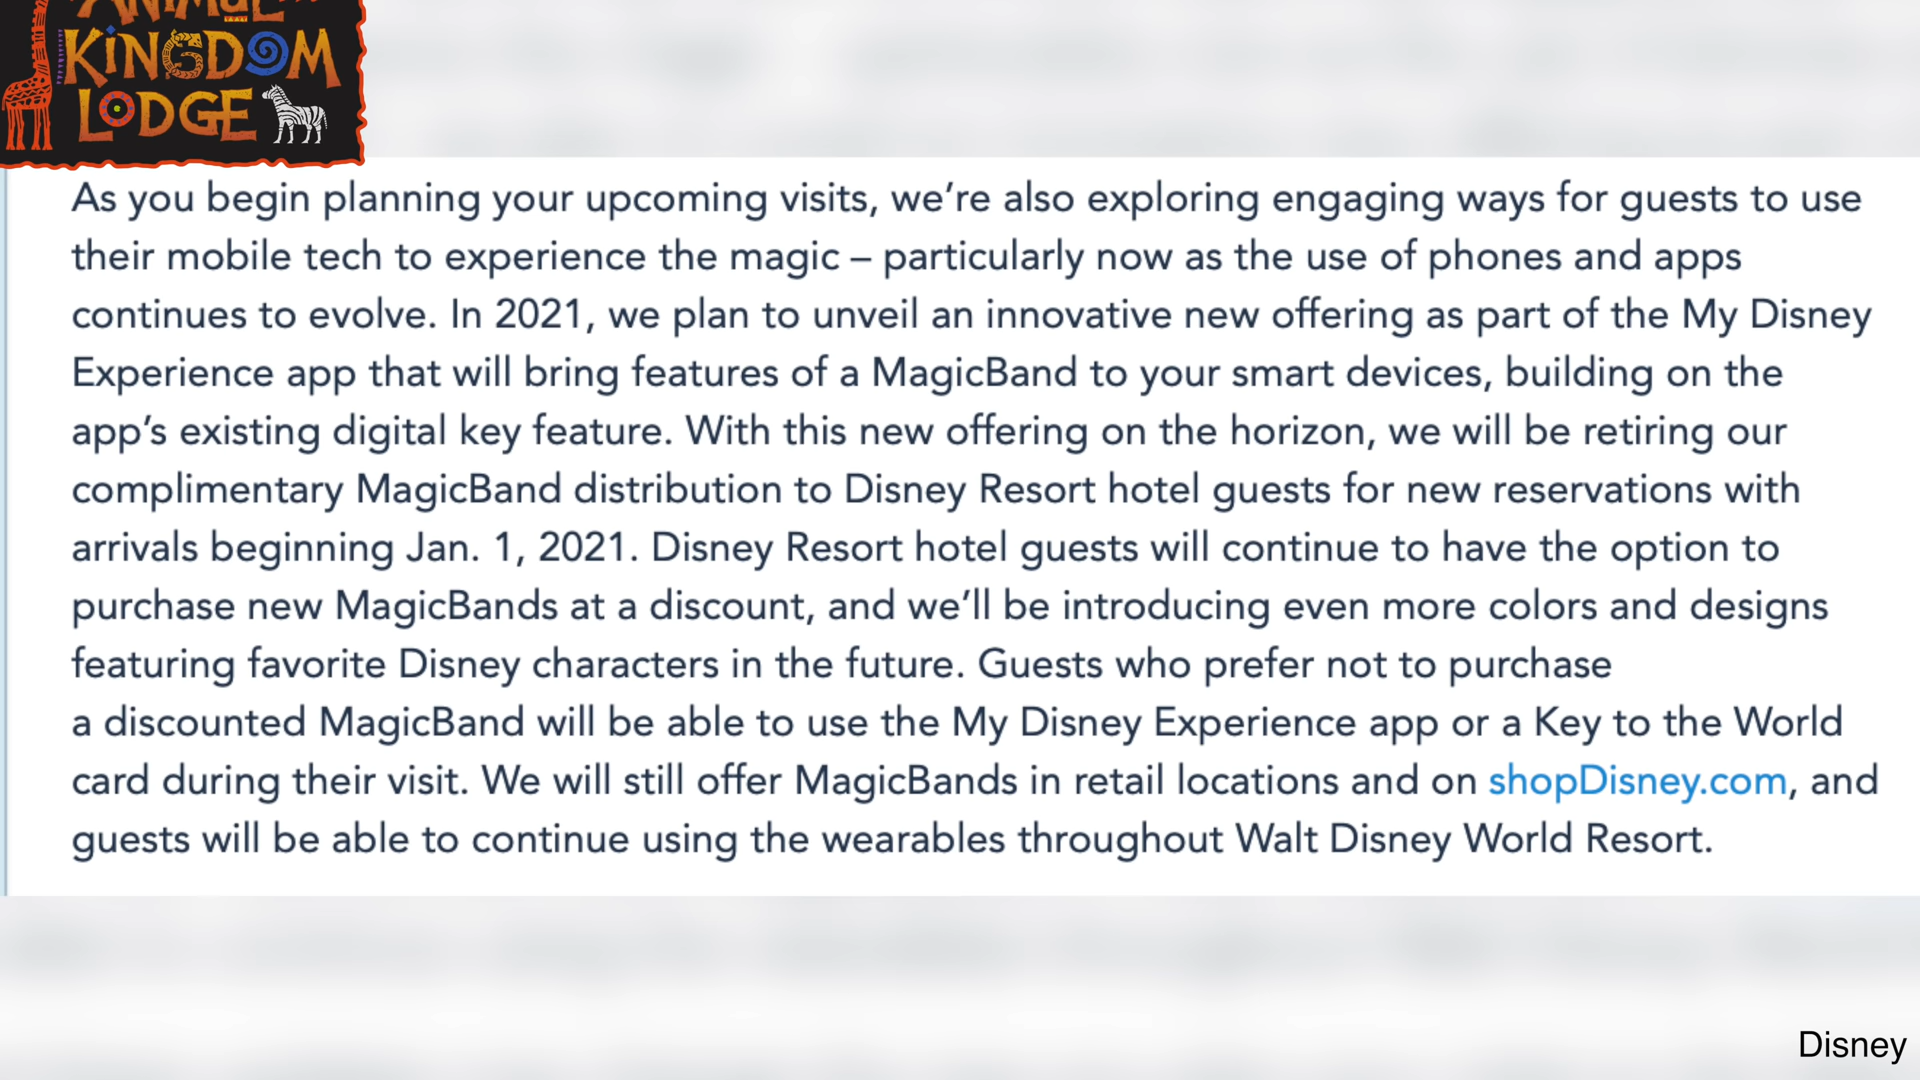 ANIMAL
KINGDOM
LODGE
As you begin planning your upcoming visits, we’re also exploring engaging ways for guests to use
their mobile tech to experience the magic – particularly now as the use of phones and apps
continues to evolve. In 2021, we plan to unveil an innovative new offering as part of the My Disney
Experience app that will bring features of a MagicBand to your smart devices, building on the
app’s existing digital key feature. With this new offering on the horizon, we will be retiring our
complimentary MagicBand distribution to Disney Resort hotel guests for new reservations with
arrivals beginning Jan. 1, 2021. Disney Resort hotel guests will continue to have the option to
purchase new MagicBands at a discount, and we’ll be introducing even more colors and designs
featuring favorite Disney characters in the future. Guests who prefer not to purchase
a discounted MagicBand will be able to use the My Disney Experience app or a Key to the World
card during their visit. We will still offer MagicBands in retail locations and on shopDisney.com, and
guests will be able to continue using the wearables throughout Walt Disney World Resort.
Disney